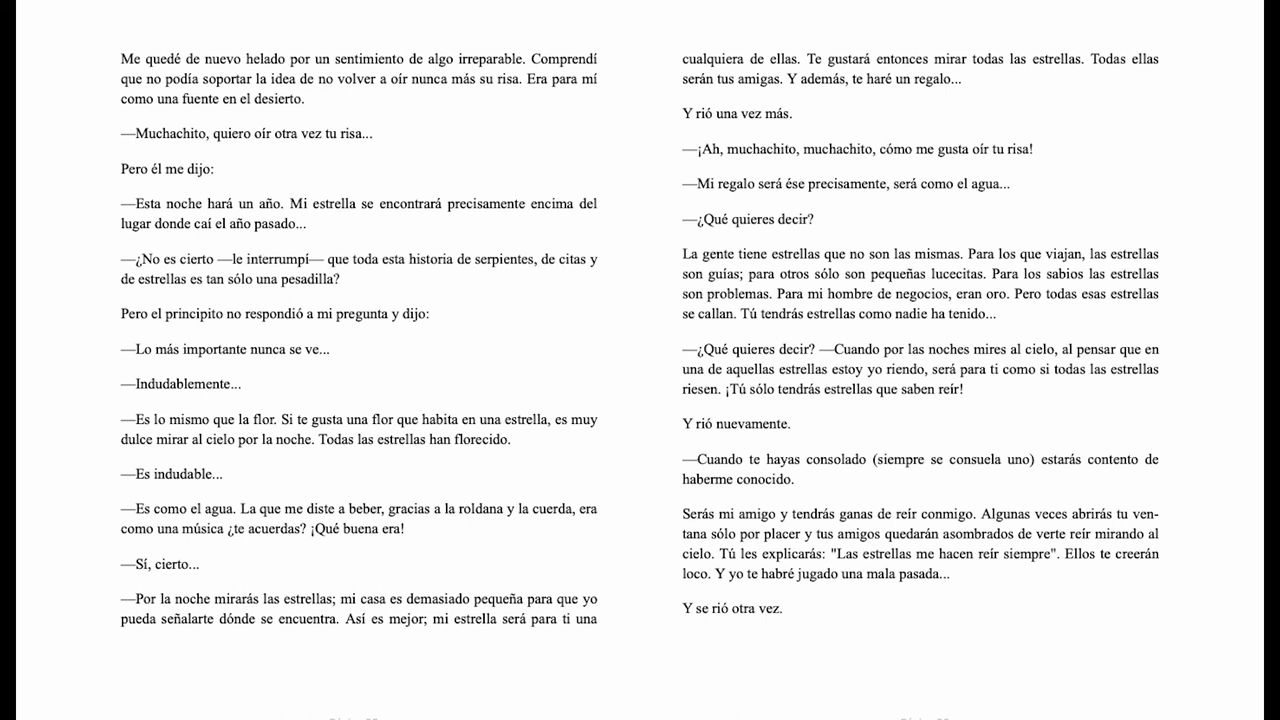 Me quedé de nuevo helado por un sentimiento de algo irreparable. Comprendí
que no podía soportar la idea de no volver a oír nunca más su risa. Era para mí
como una fuente en el desierto.
—Muchachito, quiero oír otra vez tu risa...
Pero él me dijo:
—Esta noche hará un año. Mi estrella se encontrará precisamente encima del
lugar donde caí el año pasado...
—¿No es cierto —le interrumpí— que toda esta historia de serpientes, de citas y
de estrellas es tan sólo una pesadilla?
Pero el principito no respondió a mi pregunta y dijo:
—Lo más importante nunca se ve...
—Indudablemente...
—Es lo mismo que la flor. Si te gusta una flor que habita en una estrella, es muy
dulce mirar al cielo por la noche. Todas las estrellas han florecido.
—Es indudable...
—Es como el agua. La que me diste a beber, gracias a la roldana y la cuerda, era
como una música ¿te acuerdas? ¡Qué buena era!
—Sí, cierto...
—Por la noche mirarás las estrellas; mi casa es demasiado pequeña para que yo
pueda señalarte dónde se encuentra. Así es mejor; mi estrella será para ti una
cualquiera de ellas. Te gustará entonces mirar todas las estrellas. Todas ellas
serán tus amigas. Y además, te haré un regalo...
Y rió una vez más.
—¡Ah, muchachito, muchachito, cómo me gusta oír tu risa!
—Mi regalo será ése precisamente, será como el agua...
—¿Qué quieres decir?
La gente tiene estrellas que no son las mismas. Para los que viajan, las estrellas
son guías; para otros sólo son pequeñas lucecitas. Para los sabios las estrellas
son problemas. Para mi hombre de negocios, eran oro. Pero todas esas estrellas
se callan. Tú tendrás estrellas como nadie ha tenido...
—¿Qué quieres decir? —Cuando por las noches mires al cielo, al pensar que en
una de aquellas estrellas estoy yo riendo, será para ti como si todas las estrellas
riesen. ¡Tú sólo tendrás estrellas que saben reír!
Y rió nuevamente.
—Cuando te hayas consolado (siempre se consuela uno) estarás contento de
haberme conocido.
Serás mi amigo y tendrás ganas de reír conmigo. Algunas veces abrirás tu ven-
tana sólo por placer y tus amigos quedarán asombrados de verte reír mirando al
cielo. Tú les explicarás: "Las estrellas me hacen reír siempre". Ellos te creerán
loco. Y yo te habré jugado una mala pasada...
Y se rió otra vez.